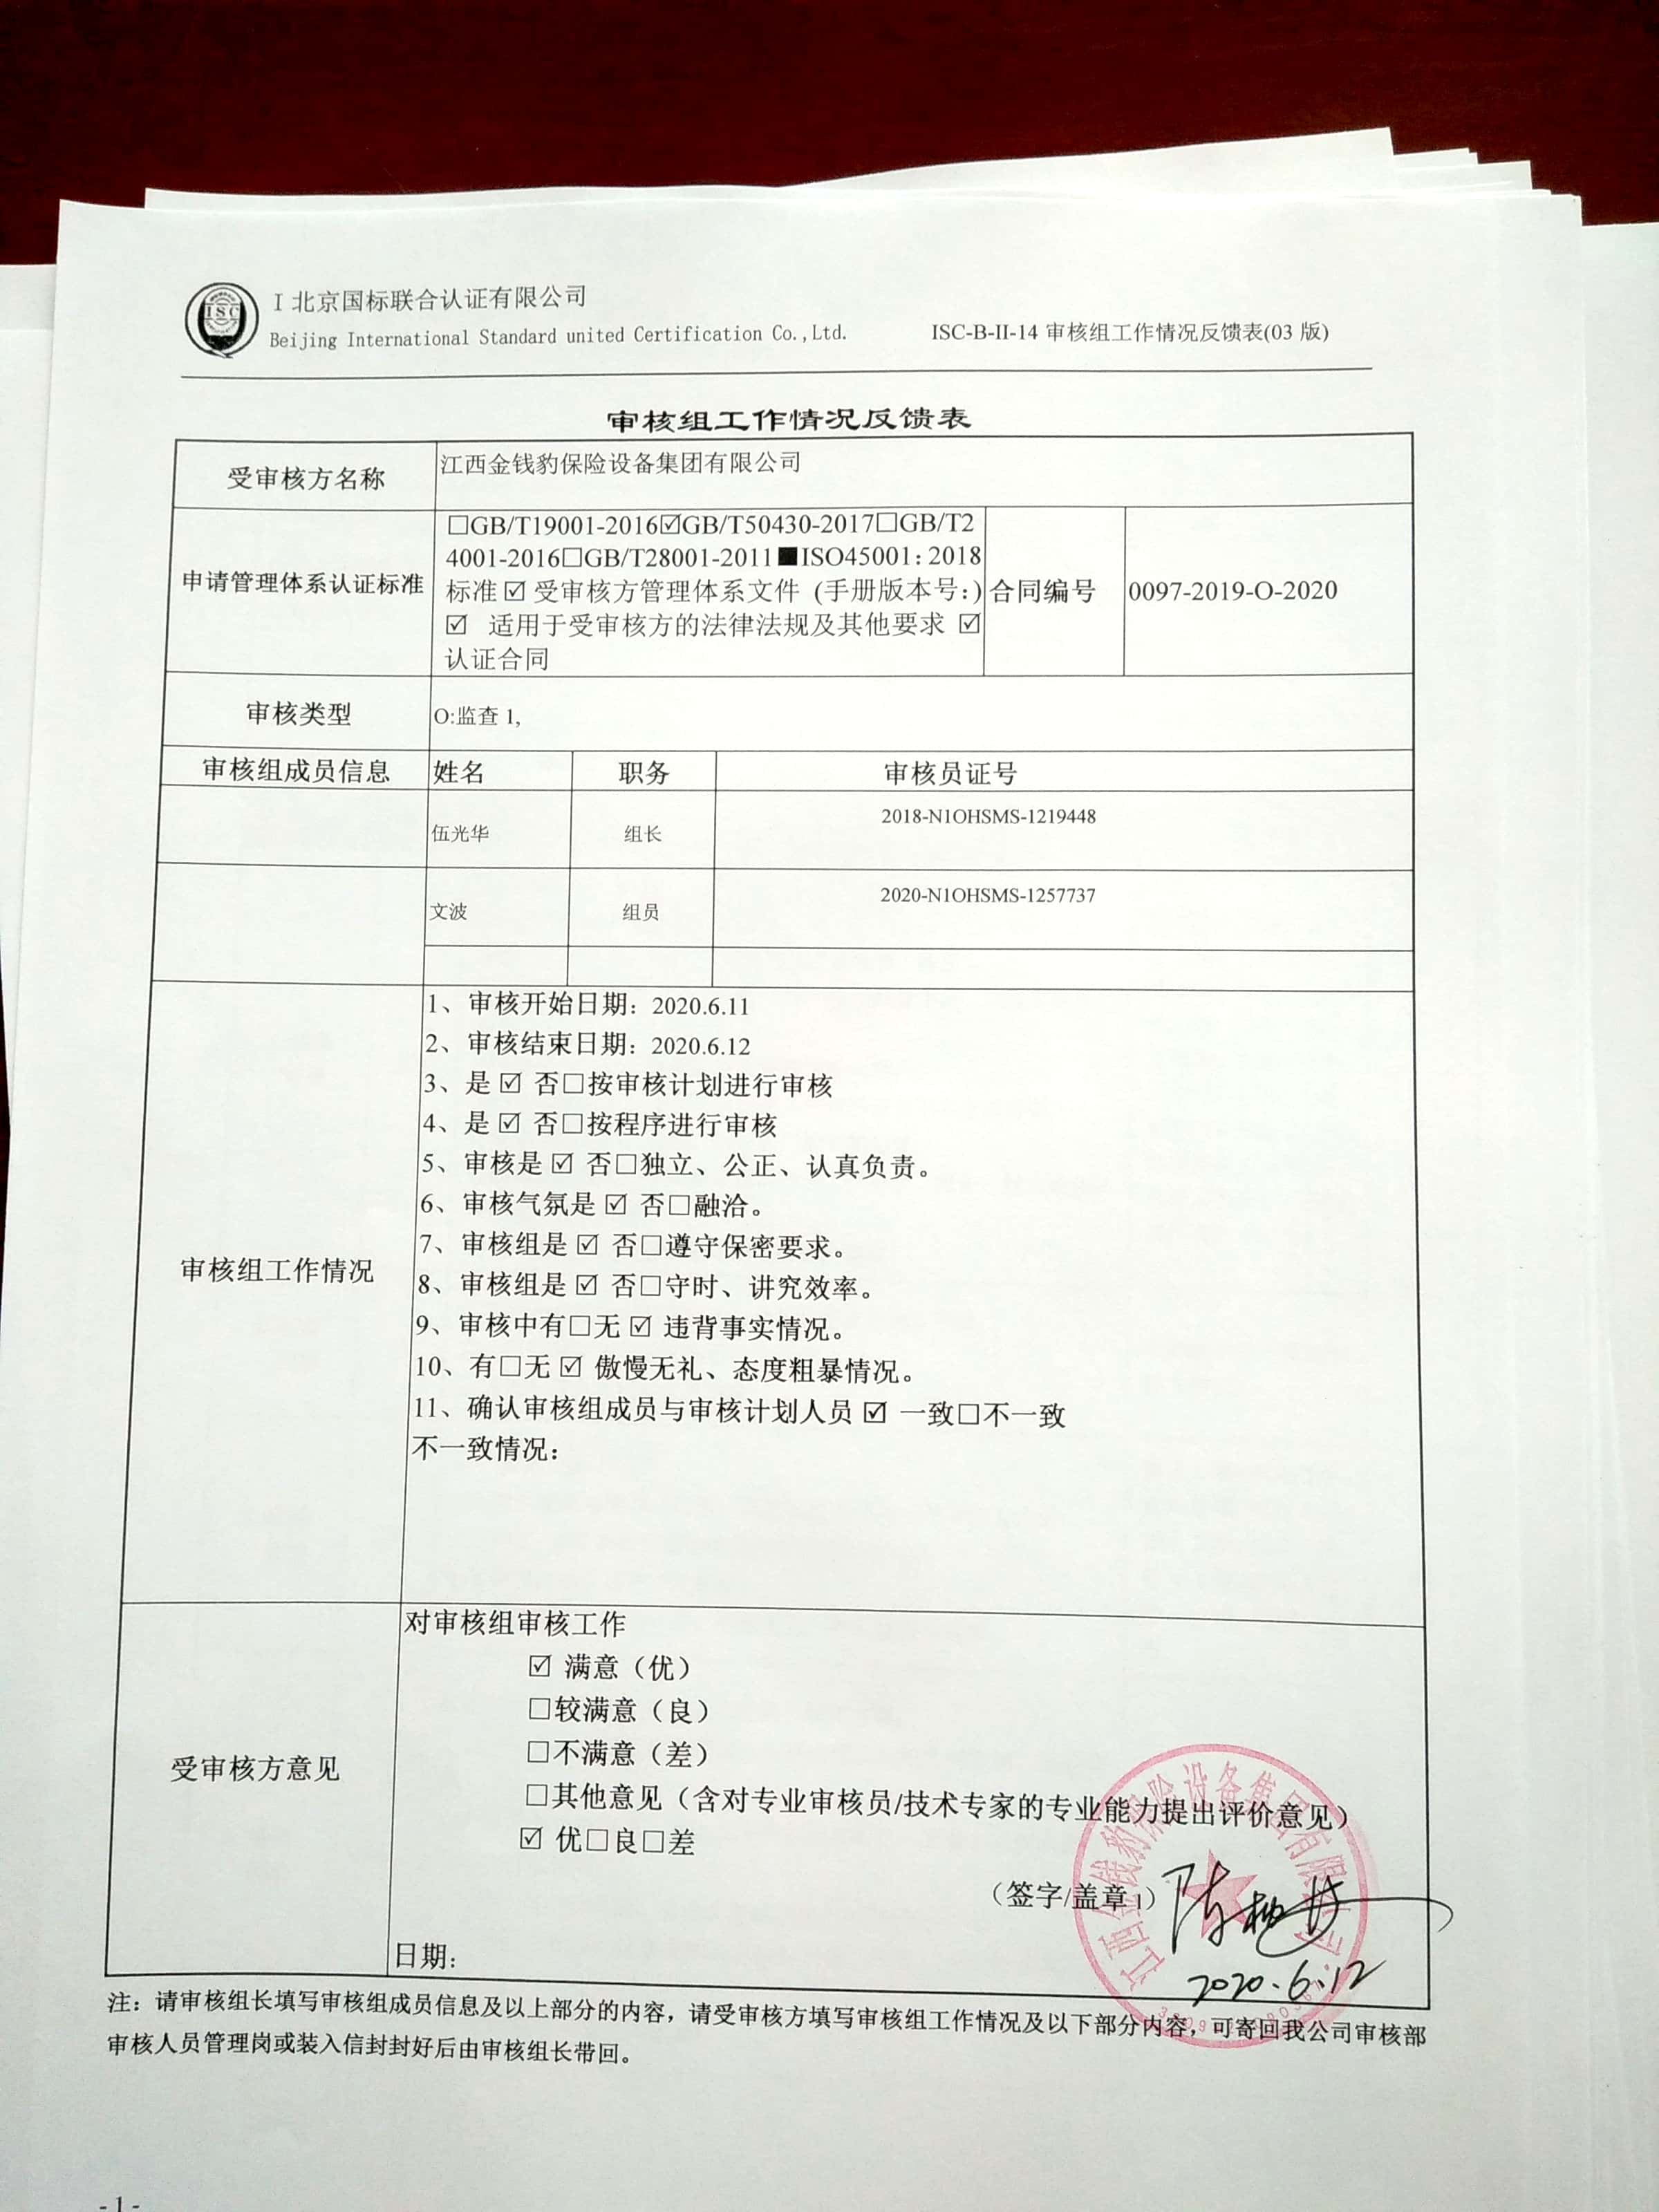 ISC
I 北京国标联合认证有限公司
Beijing International Standard united Certification Co.,Ltd.
ISC-B-II-14 审核组工作情况反馈表(03 版)
审核组工作情况反馈表
受审核方名称
江西金钱豹保险设备集团有限公司
申请管理体系认证标准
□GB/T19001-2016☑GB/T50430-2017□GB/T2
4001-2016□GB/T28001-2011■ISO45001:2018
标准 ☑ 受审核方管理体系文件 (手册版本号:)
☑ 适用于受审核方的法律法规及其他要求 ☑
认证合同
合同编号
0097-2019-O-2020
审核类型
O:监查 1,
审核组成员信息 姓名 职务 审核员证号
伍光华 组长 2018-N1OHSMS-1219448
文波 组员 2020-N1OHSMS-1257737
审核组工作情况
1、审核开始日期：2020.6.11
2、审核结束日期：2020.6.12
3、是 ☑ 否□按审核计划进行审核
4、是 ☑ 否□按程序进行审核
5、审核是 ☑ 否□独立、公正、认真负责。
6、审核气氛是 ☑ 否□融洽。
7、审核组是 ☑ 否□遵守保密要求。
8、审核组是 ☑ 否□守时、讲究效率。
9、审核中有□无 ☑ 违背事实情况。
10、有□无 ☑ 傲慢无礼、态度粗暴情况。
11、确认审核组成员与审核计划人员 ☑ 一致□不一致
不一致情况：
受审核方意见
对审核组审核工作
☑ 满意（优）
□较满意（良）
□不满意（差）
□其他意见（含对专业审核员/技术专家的专业能力提出评价意见）
☑ 优□良□差
（签字/盖章）
江西金钱豹保险设备集团有限公司
2020.6.12
日期：
注：请审核组长填写审核组成员信息及以上部分的内容，请受审核方填写审核组工作情况及以下部分内容，可寄回我公司审核部
审核人员管理岗或装入信封封好后由审核组长带回。
- 1 -